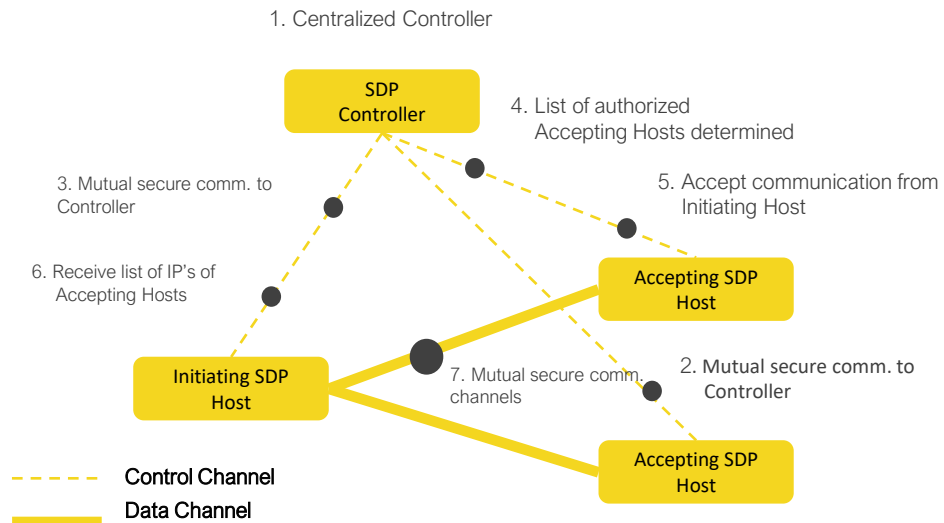 1. Centralized Controller
SDP
Controller
4. List of authorized
Accepting Hosts determined
3. Mutual secure comm. to
Controller
5. Accept communication from
Initiating Host
6. Receive list of IP's of
Accepting Hosts
Accepting SDP
Host
Initiating SDP
Host
7. Mutual secure comm.
channels
2. Mutual secure comm. to
Controller
Accepting SDP
Host
Control Channel
Data Channel